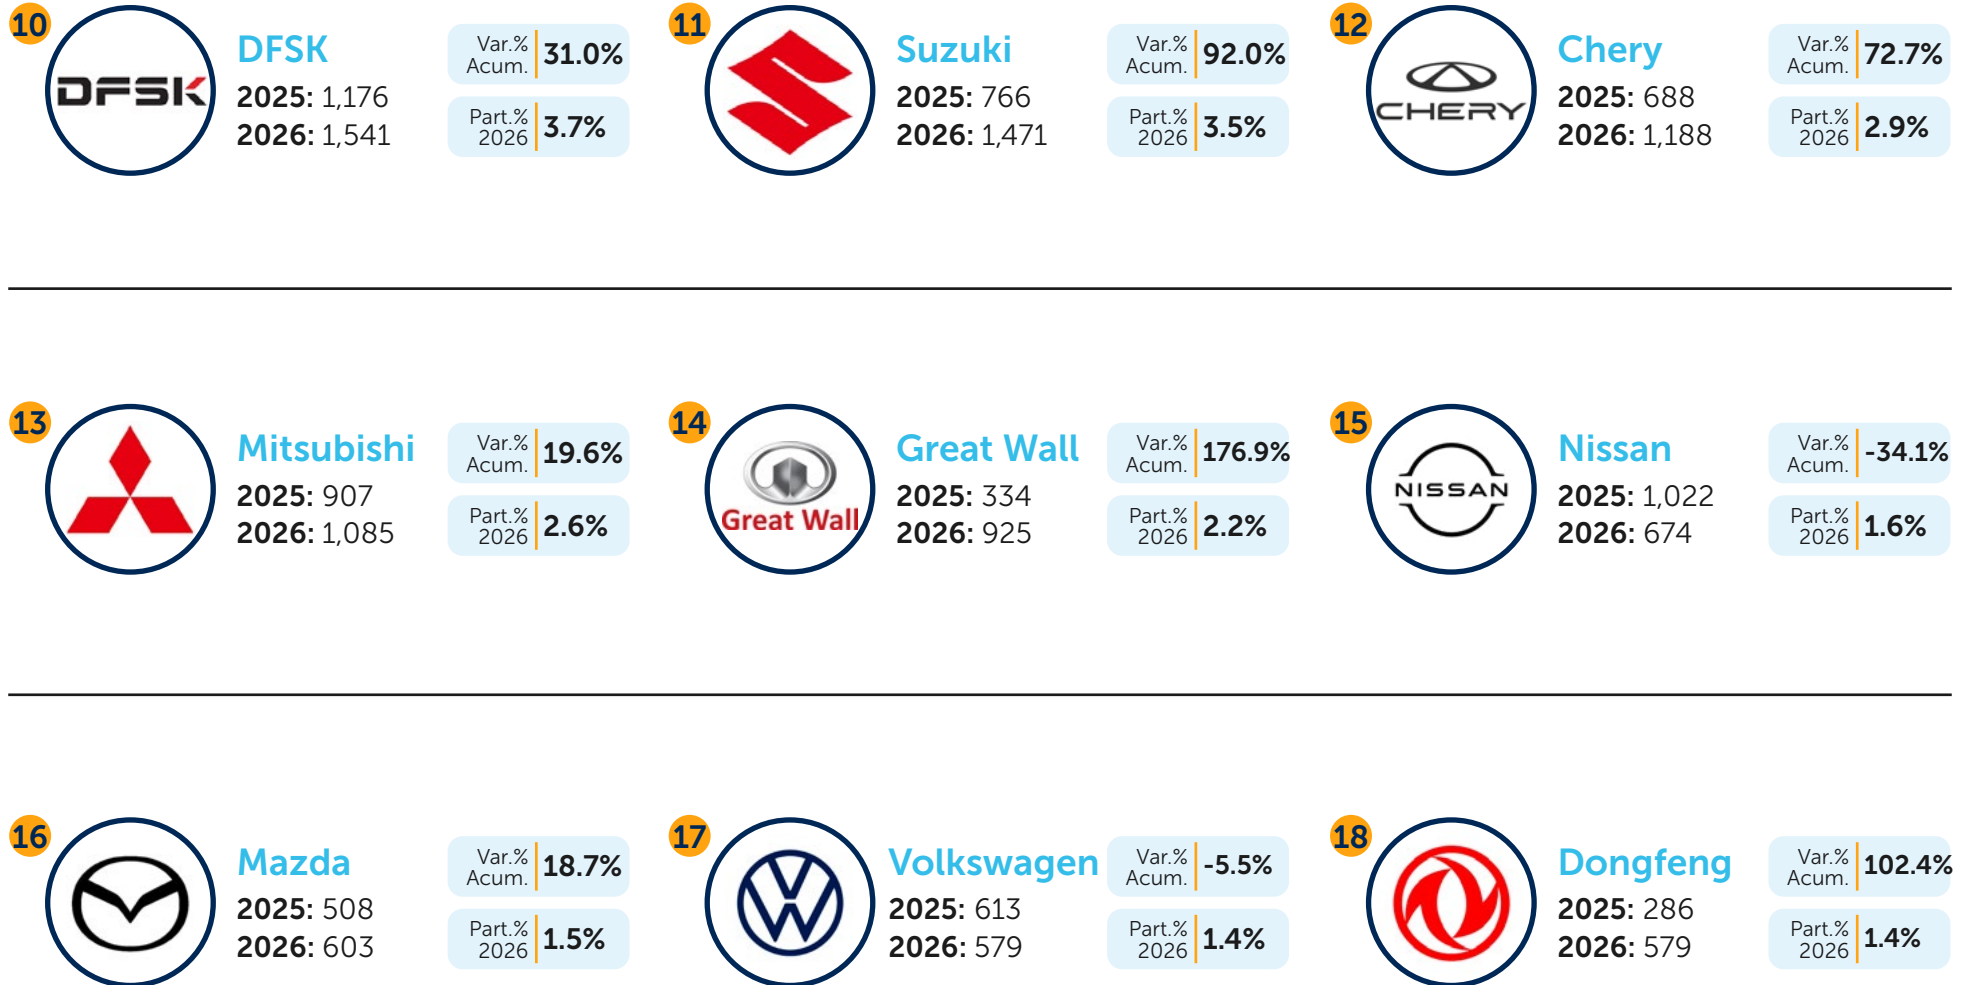 10
DFSK
DFSK
2025: 1,176
2026: 1,541
Var.%
Acum.
31.0%
Part.%
2026
3.7%
11
Suzuki
2025: 766
2026: 1,471
Var.%
Acum.
92.0%
Part.%
2026
3.5%
12
CHERY
Chery
2025: 688
2026: 1,188
Var.%
Acum.
72.7%
Part.%
2026
2.9%
13
Mitsubishi
2025: 907
2026: 1,085
Var.%
Acum.
19.6%
Part.%
2026
2.6%
14
Great Wall
Great Wall
2025: 334
2026: 925
Var.%
Acum.
176.9%
Part.%
2026
2.2%
15
NISSAN
Nissan
2025: 1,022
2026: 674
Var.%
Acum.
-34.1%
Part.%
2026
1.6%
16
Mazda
2025: 508
2026: 603
Var.%
Acum.
18.7%
Part.%
2026
1.5%
17
Volkswagen
2025: 613
2026: 579
Var.%
Acum.
-5.5%
Part.%
2026
1.4%
18
Dongfeng
2025: 286
2026: 579
Var.%
Acum.
102.4%
Part.%
2026
1.4%